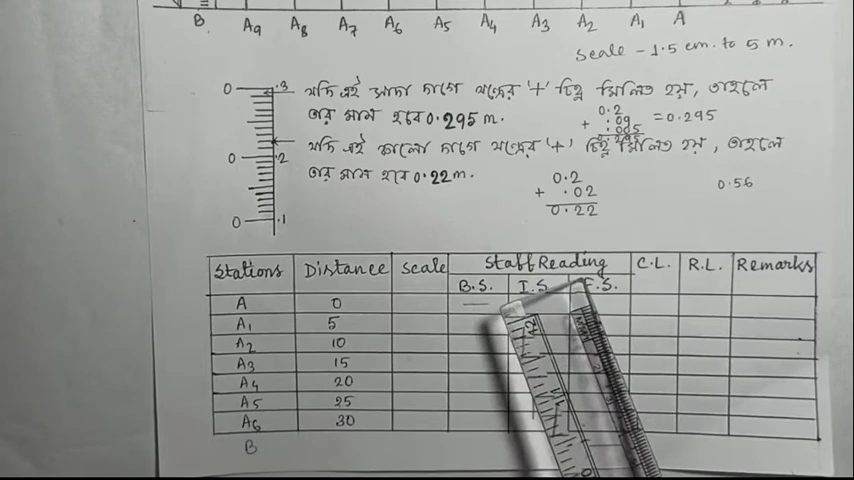 B A9 A8 A7 A6 A5 A4 A3 A2 A1 A
Scale - 1.5 cm. to 5 m.
0 .3 যদি এই সাদা দাগে যন্ত্রের '+' চিহ্ন মিলিত হয়, তাহলে
তার মান হবে 0.295 m.
0.2
.09
+ .005
0.295
= 0.295
যদি এই কালো দাগে যন্ত্রের '+' চিহ্ন মিলিত হয়, তাহলে
0 .2 তার মান হবে 0.22 m.
0.2
+ .02
0.22
0.56
0 .1
Stations Distance Scale Staff Reading C.L. R.L. Remarks
B.S. I.S. F.S.
A 0 —
A1 5
A2 10
A3 15
A4 20
A5 25
A6 30
B